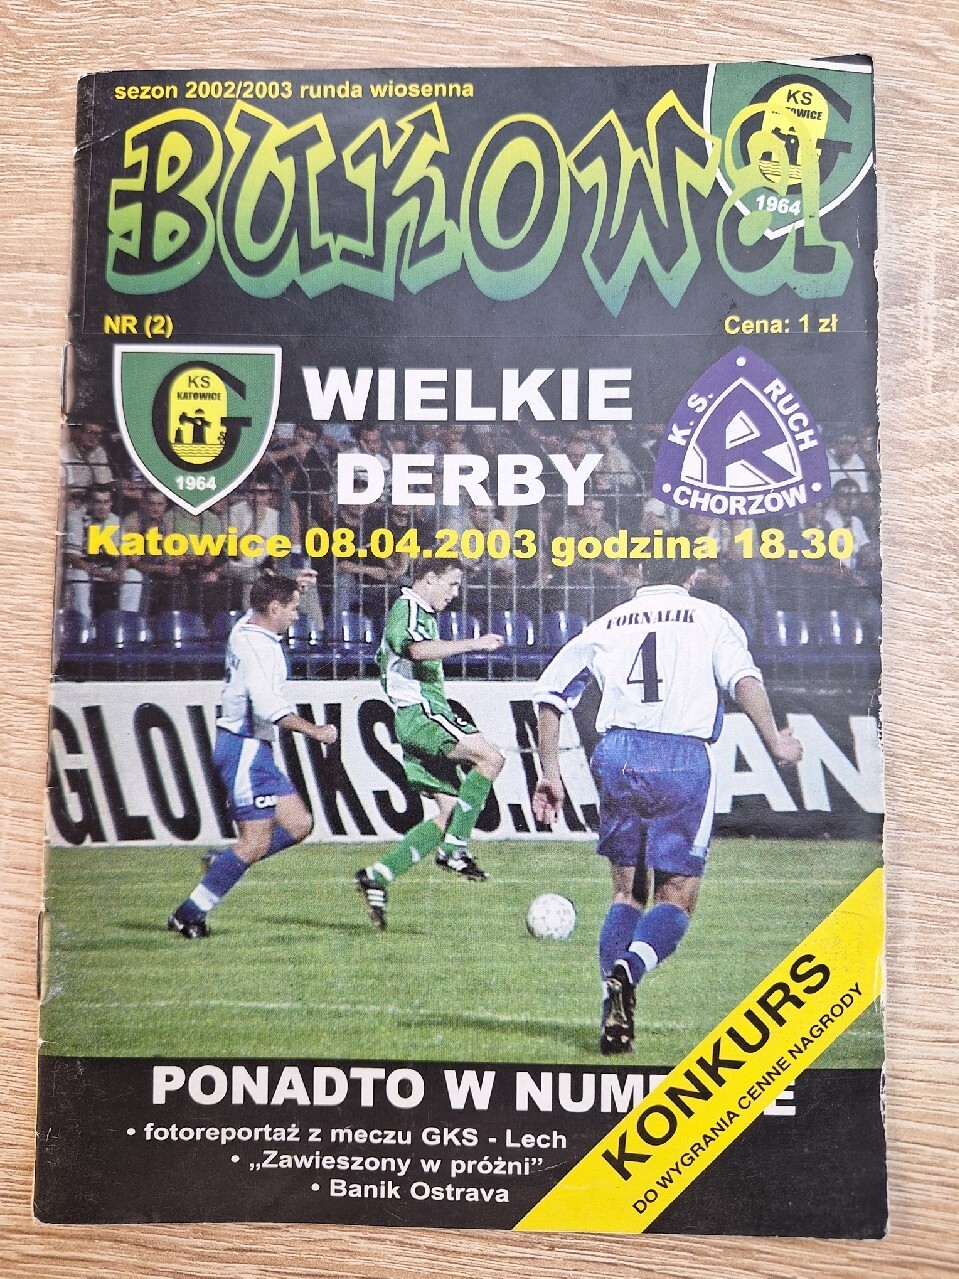 sezon 2002/2003 runda wiosenna
BUKOWa
KS
1964
NR (2)
Cena: 1 zł
KS
KATOWICE
G
1964
WIELKIE
DERBY
K. S. RUCH
R
CHORZÓW
Katowice 08.04.2003 godzina 18.30
FORNALIK
4
PONADTO W
• fotoreportaż z meczu GKS - Lech
• „Zawieszony w próżni”
• Banik Ostrava
KONKURS
DO WYGRANIA CENNE NAGRODY